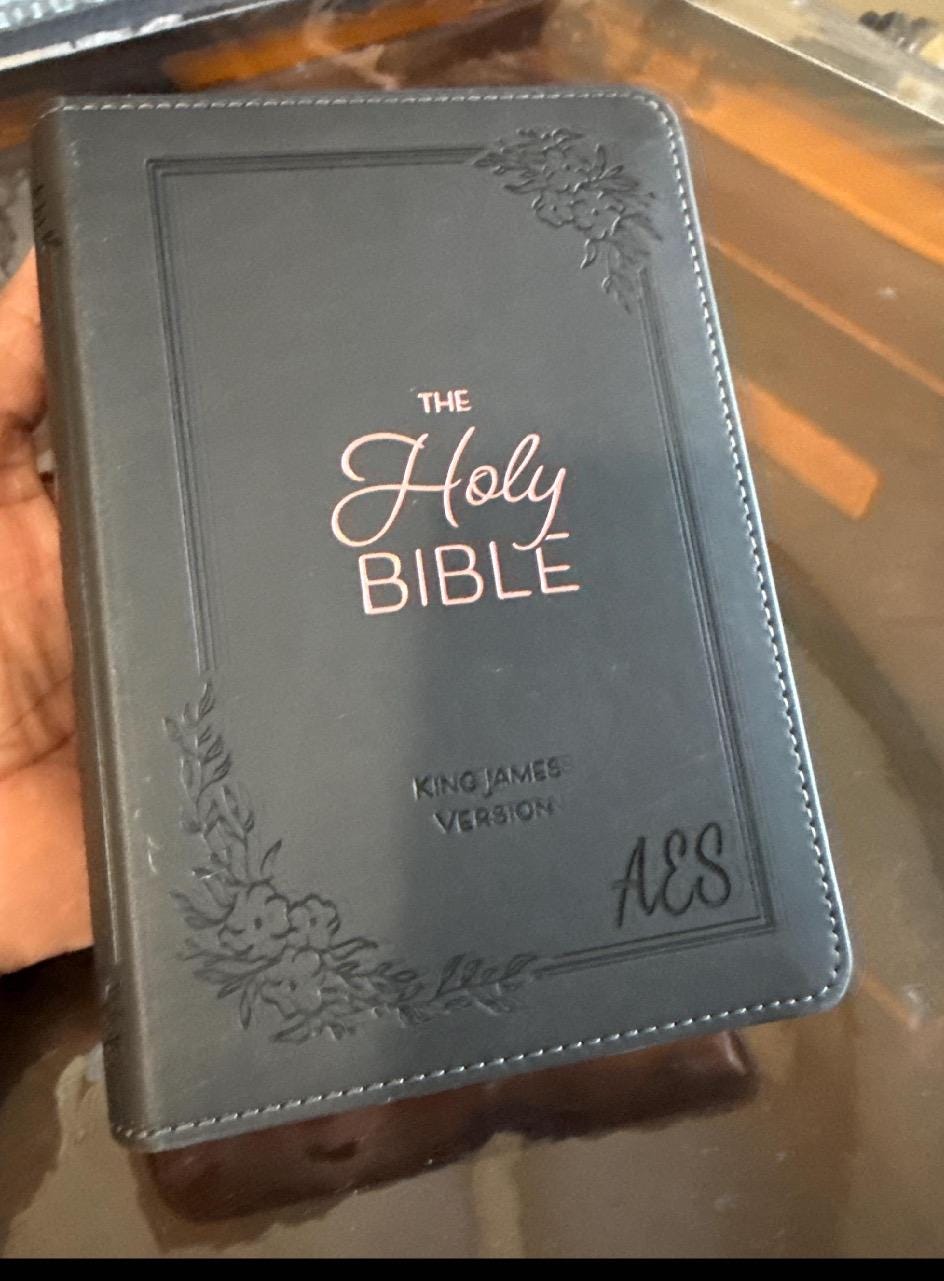 THE
Holy
BIBLE
KING JAMES
VERSION
AES